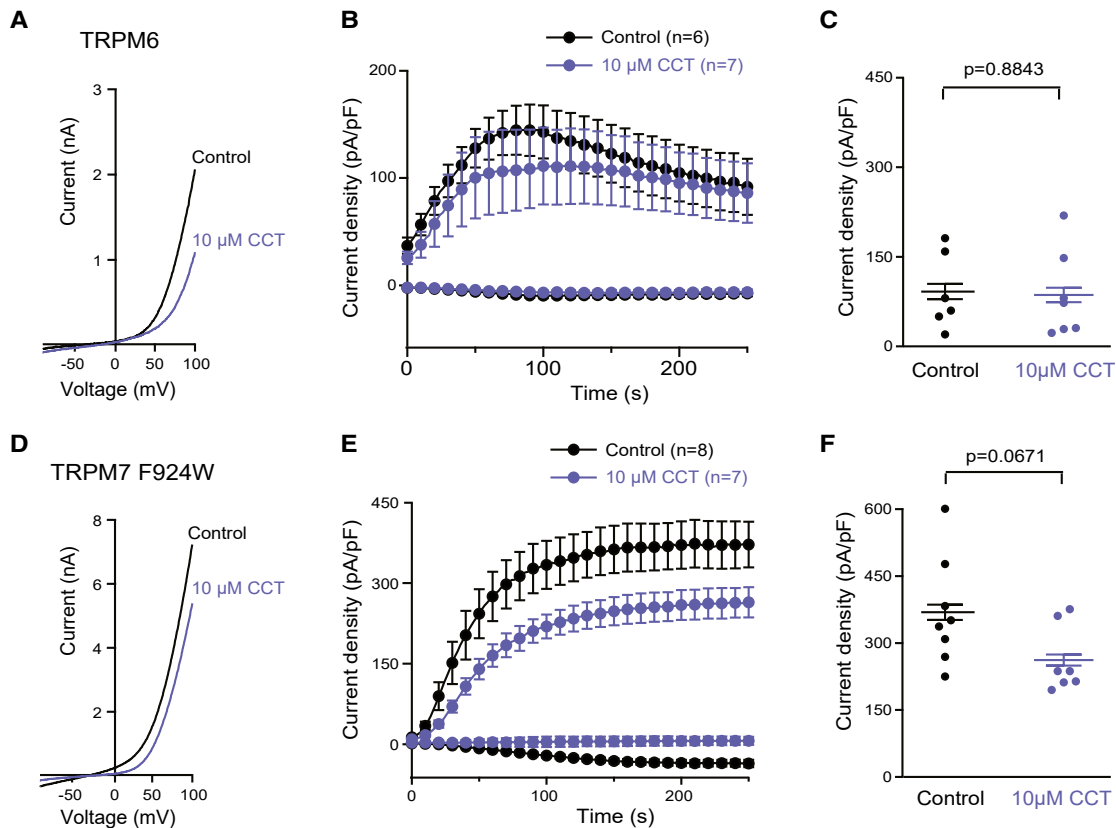 A
TRPM6
Current (nA)
3
2
1
Control
10 µM CCT
-50
0
50
100
Voltage (mV)
B
Control (n=6)
10 µM CCT (n=7)
Current density (pA/pF)
200
100
0
0
100
200
Time (s)
C
p=0.8843
Current density (pA/pF)
450
300
150
0
Control
10µM CCT
D
TRPM7 F924W
Current (nA)
8
6
4
2
Control
10 µM CCT
-50
0
50
100
Voltage (mV)
E
Control (n=8)
10 µM CCT (n=7)
Current density (pA/pF)
450
300
150
0
0
100
200
Time (s)
F
p=0.0671
Current density (pA/pF)
600
450
300
150
0
Control
10µM CCT